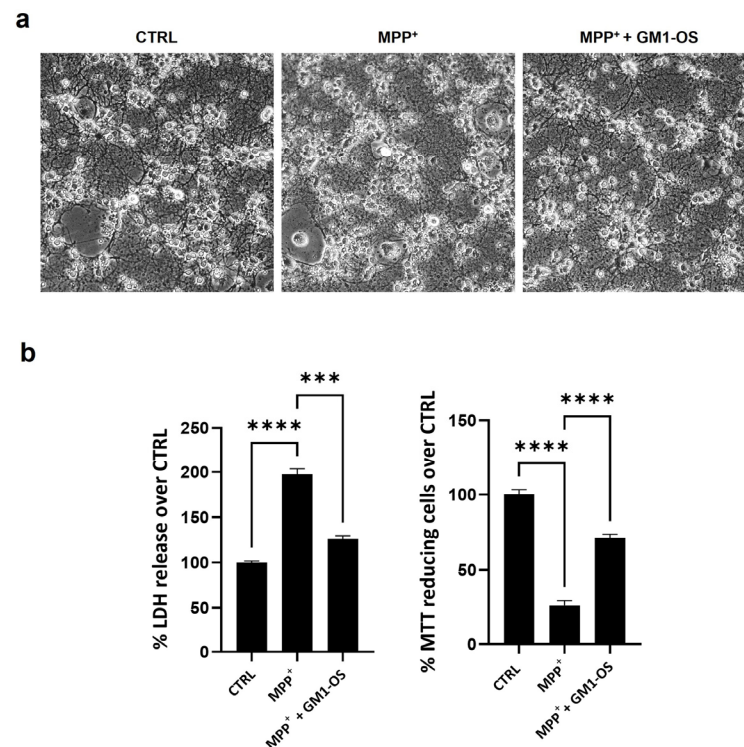 a
CTRL
MPP+
MPP+ + GM1-OS
b
% LDH release over CTRL
250
200
150
100
50
0
****
***
CTRL
MPP+
MPP+ + GM1-OS
% MTT reducing cells over CTRL
150
100
50
0
****
****
CTRL
MPP+
MPP+ + GM1-OS